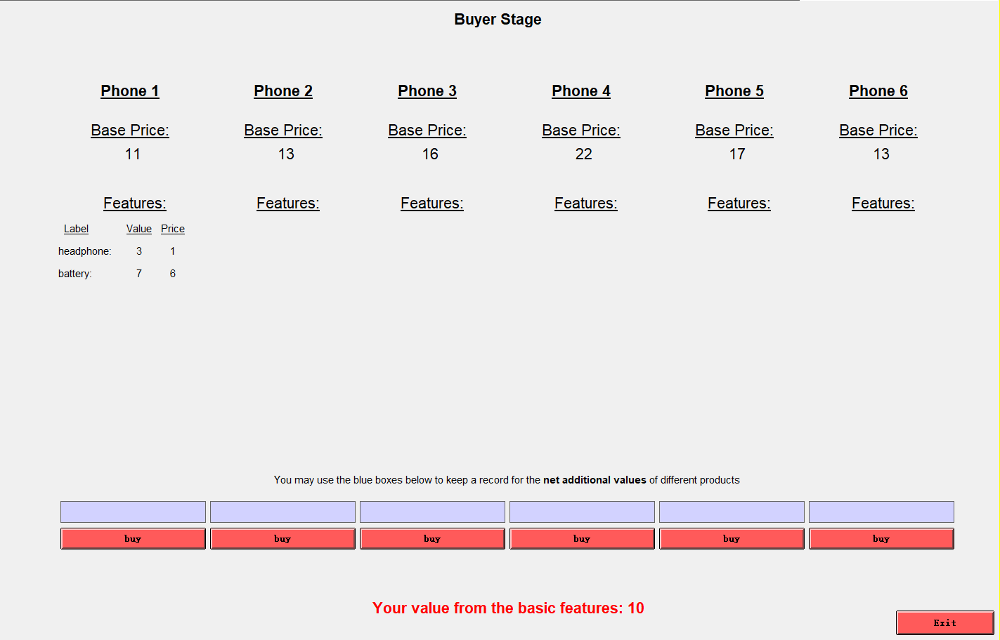 Buyer Stage
Phone 1 Phone 2 Phone 3 Phone 4 Phone 5 Phone 6
Base Price: Base Price: Base Price: Base Price: Base Price: Base Price:
11 13 16 22 17 13
Features: Features: Features: Features: Features: Features:
Label Value Price
headphone: 3 1
battery: 7 6
You may use the blue boxes below to keep a record for the net additional values of different products
buy buy buy buy buy buy
Your value from the basic features: 10
Exit